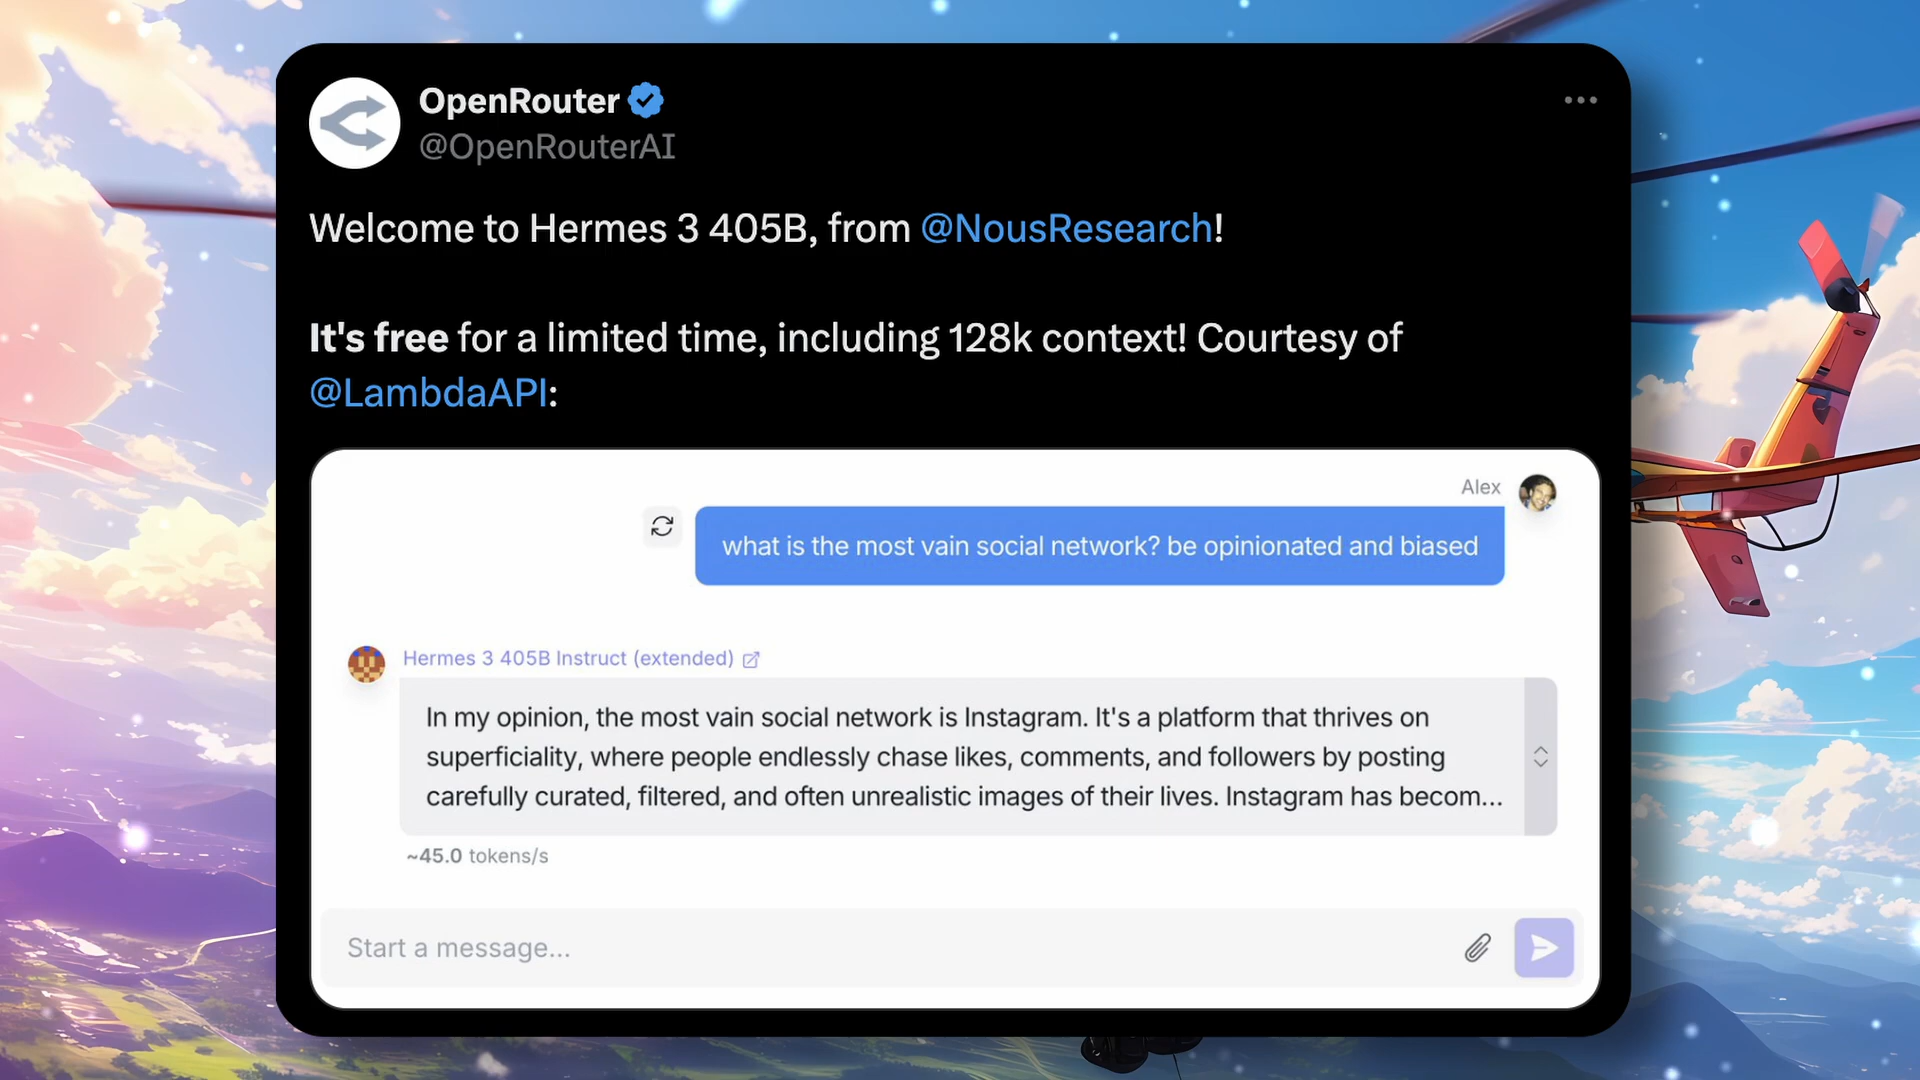 OpenRouter
@OpenRouterAI
Welcome to Hermes 3 405B, from @NousResearch!
It's free for a limited time, including 128k context! Courtesy of
@LambdaAPI:
Alex
what is the most vain social network? be opinionated and biased
Hermes 3 405B Instruct (extended)
In my opinion, the most vain social network is Instagram. It's a platform that thrives on
superficiality, where people endlessly chase likes, comments, and followers by posting
carefully curated, filtered, and often unrealistic images of their lives. Instagram has becom...
~45.0 tokens/s
Start a message...